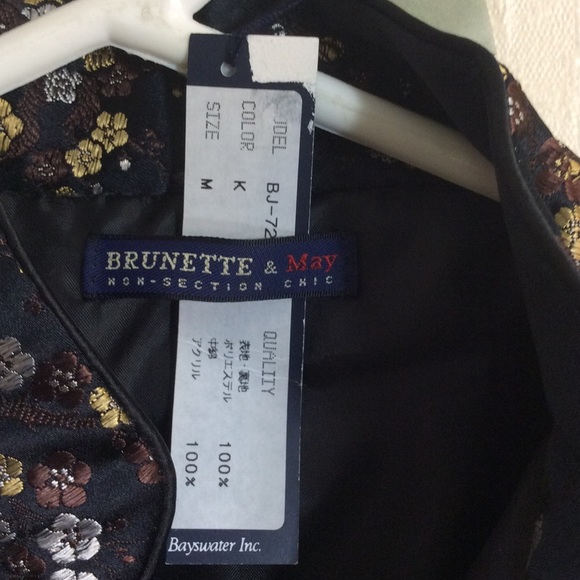 MODEL BJ-72
COLOR K
SIZE M
BRUNETTE & May
NON-SECTION CHIC
QUALITY
表地・裏地
ポリエステル 100%
中綿
アクリル 100%
Bayswater Inc.